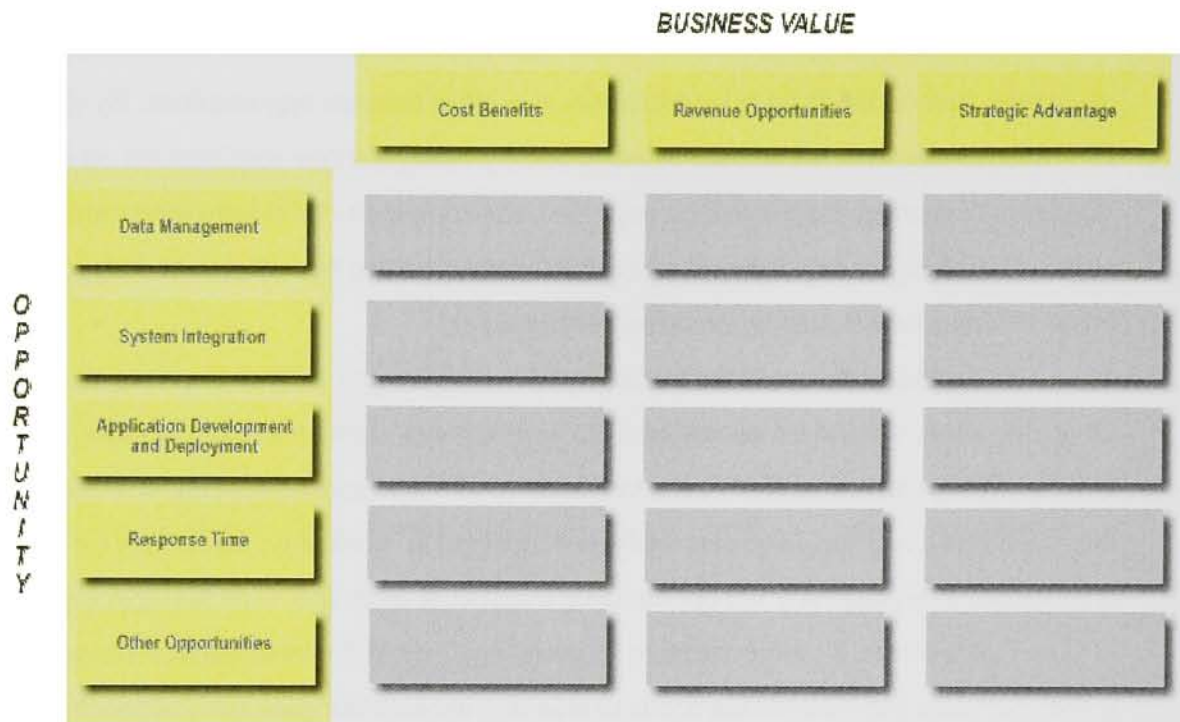 BUSINESS VALUE
Cost Benefits
Revenue Opportunities
Strategic Advantage
OPPORTUNITY
Data Management
System Integration
Application Development
and Deployment
Response Time
Other Opportunities